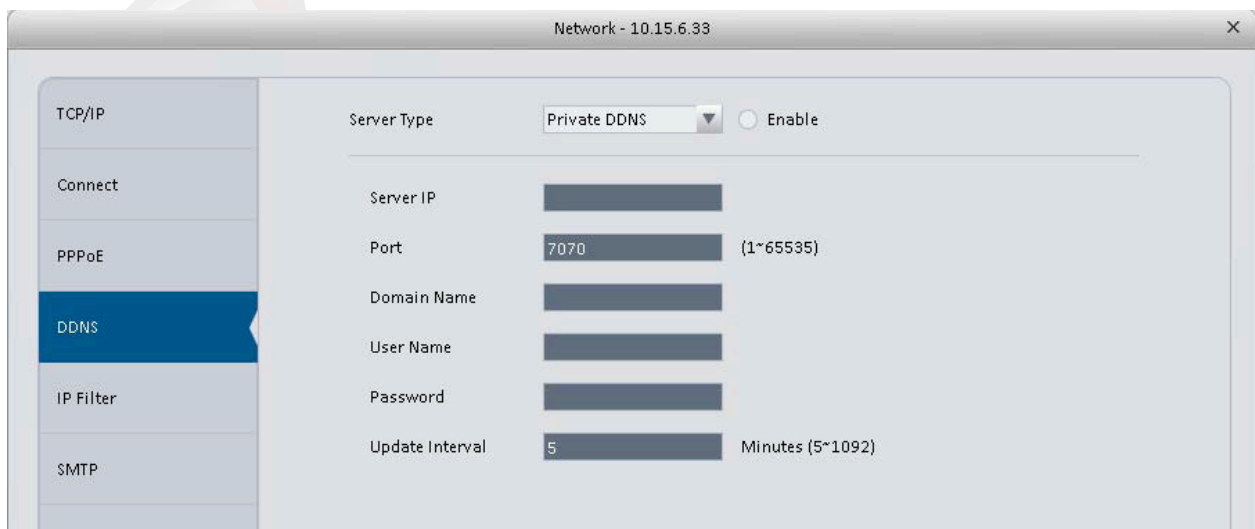 Network - 10.15.6.33
TCP/IP
Connect
PPPoE
DDNS
IP Filter
SMTP
Server Type Private DDNS Enable
Server IP
Port 7070 (1~65535)
Domain Name
User Name
Password
Update Interval 5 Minutes (5~1092)